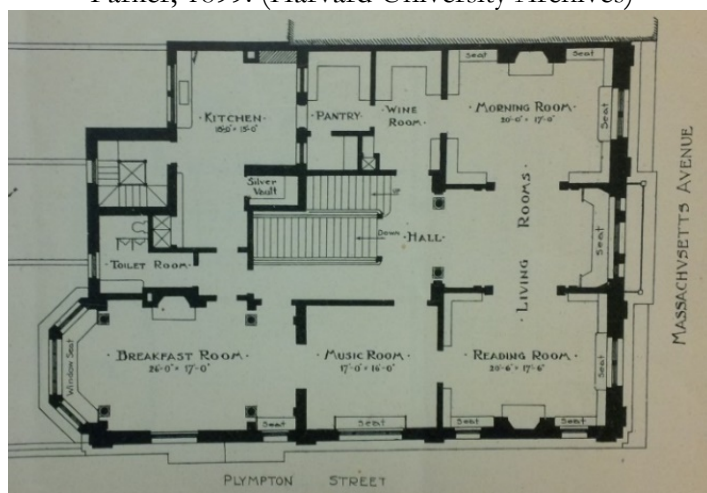 Parker, 1899. (Harvard University Archives)
Seat
Seat
KITCHEN
15'-0" × 15'-0"
PANTRY
WINE
ROOM
MORNING ROOM
20'-0" × 17'-0"
Seat
Silver
Vault
UP
Down
HALL
LIVING ROOMS
Seat
MASSACHVSETTS AVENUE
TOILET ROOM
Window Seat
BREAKFAST ROOM
26'-0" × 17'-0"
MUSIC ROOM
17'-0" × 16'-0"
READING ROOM
20'-6" × 17'-6"
Seat
Seat
Seat
Seat
Seat
PLYMPTON STREET